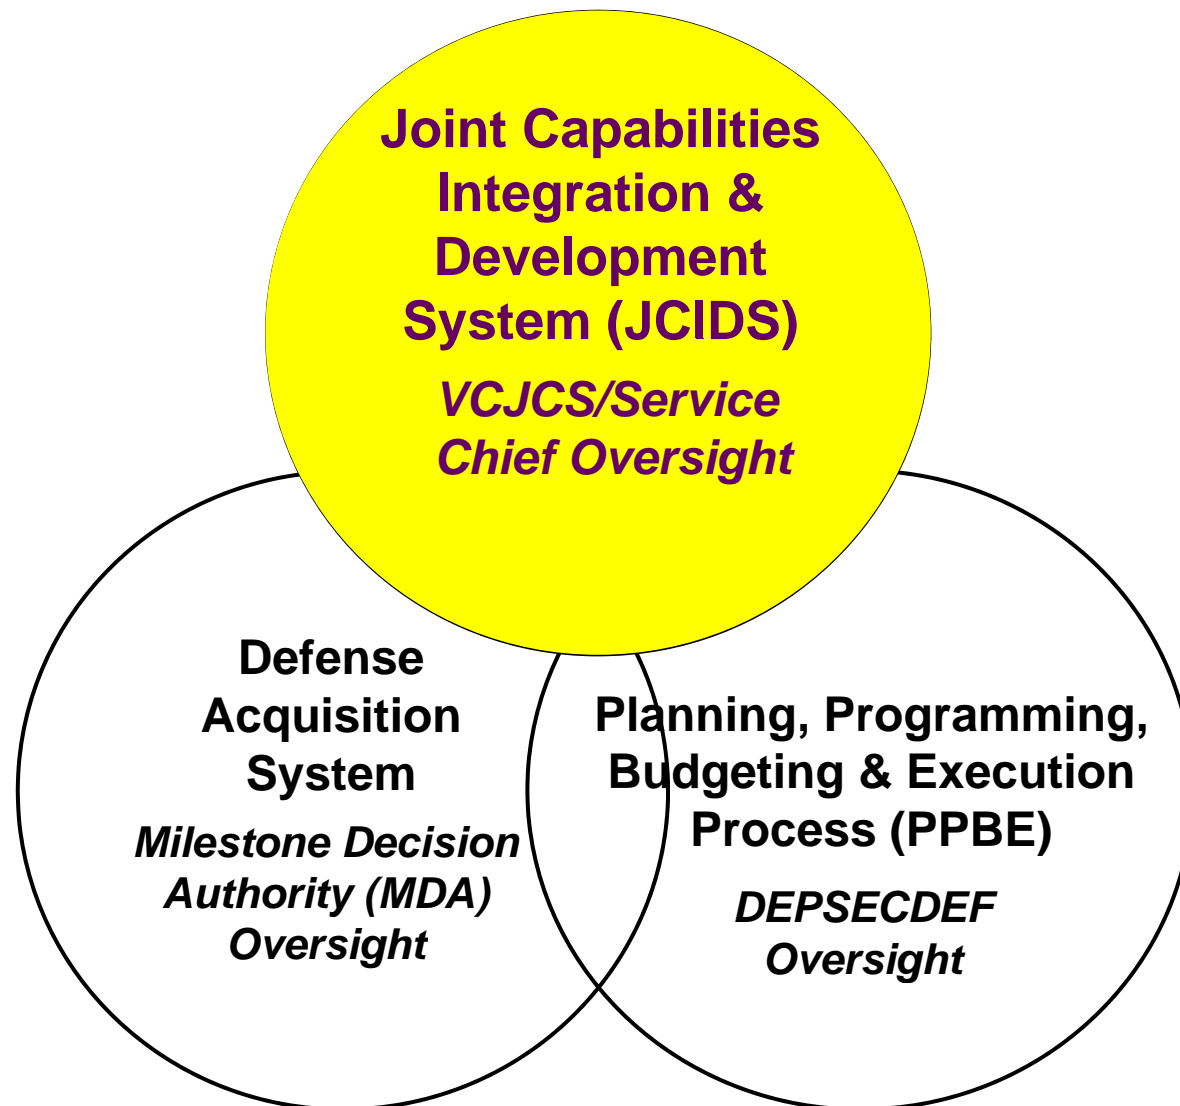 Joint Capabilities
Integration &
Development
System (JCIDS)
VCJCS/Service
Chief Oversight
Defense
Acquisition
System
Milestone Decision
Authority (MDA)
Oversight
Planning, Programming,
Budgeting & Execution
Process (PPBE)
DEPSECDEF
Oversight